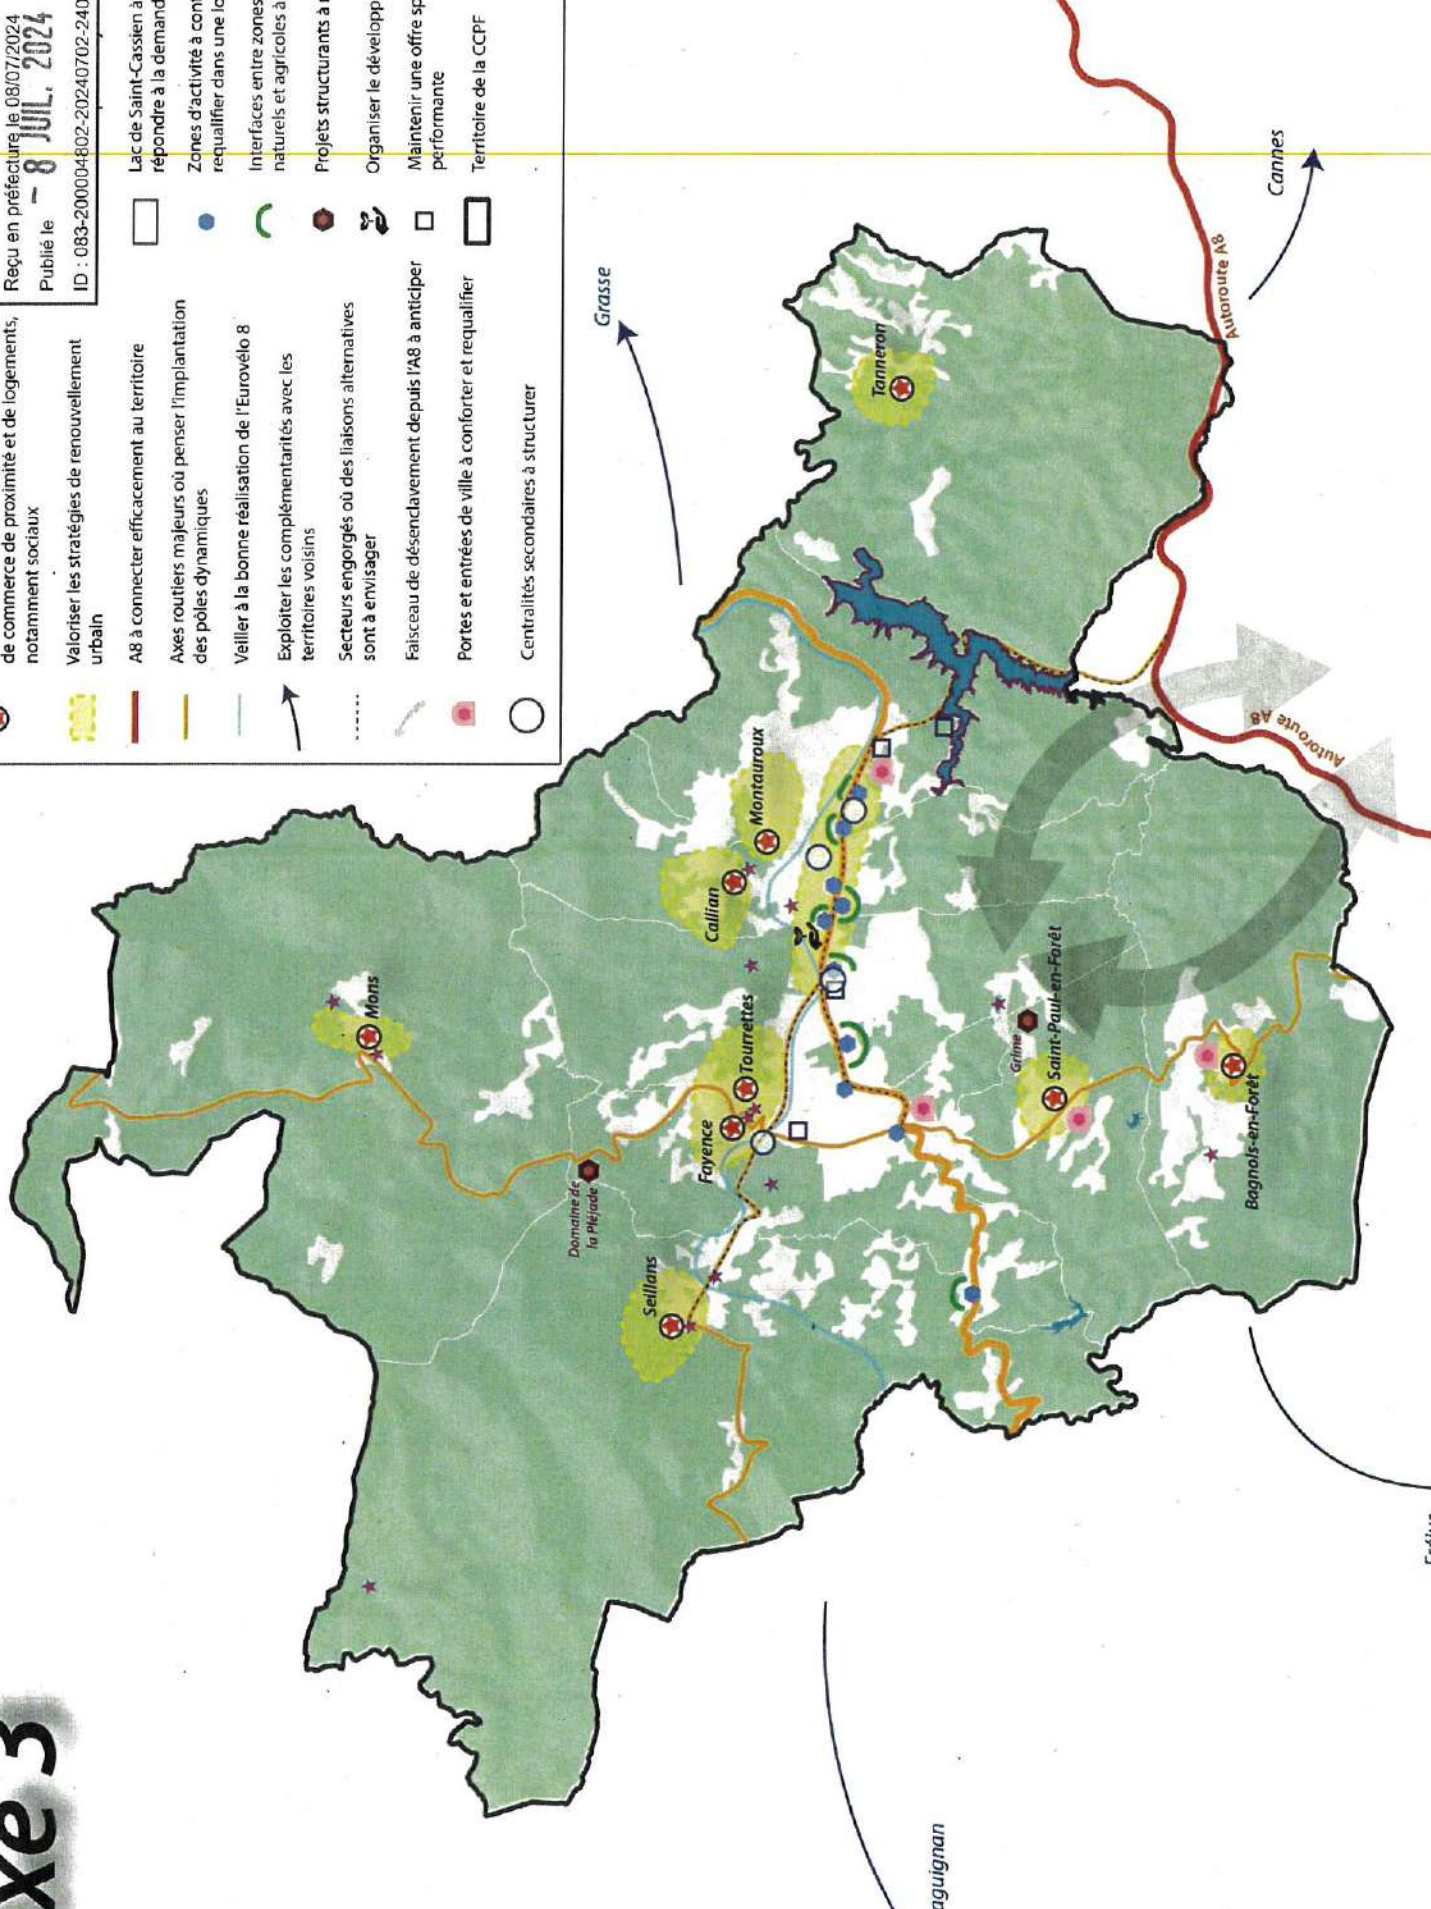 xe 3
de commerce de proximité et de logements,
notamment sociaux
Valoriser les stratégies de renouvellement
urbain
A8 à connecter efficacement au territoire
Axes routiers majeurs où penser l'implantation
des pôles dynamiques
Veiller à la bonne réalisation de l'Eurovélo 8
Exploiter les complémentarités avec les
territoires voisins
Secteurs engorgés où des liaisons alternatives
sont à envisager
Faisceau de désenclavement depuis l'A8 à anticiper
Portes et entrées de ville à conforter et requalifier
Centralités secondaires à structurer
Reçu en préfecture le 08/07/2024
Publié le - 8 JUIL. 2024
ID : 083-200004802-20240702-240
Lac de Saint-Cassien à
répondre à la demand
Zones d'activité à con
requalifier dans une lo
Interfaces entre zones
naturels et agricoles à
Projets structurants à
Organiser le dévelop
Maintenir une offre sp
performante
Territoire de la CCPF
Grasse
Mons
Domaine de
la Pléjade
Seillans
Fayence
Tourrettes
Callian
Montauroux
Tanneron
Cannes
Autoroute A8
Autoroute A8
Grime
Saint-Paul-en-Forêt
Bagnols-en-Forêt
aguignan